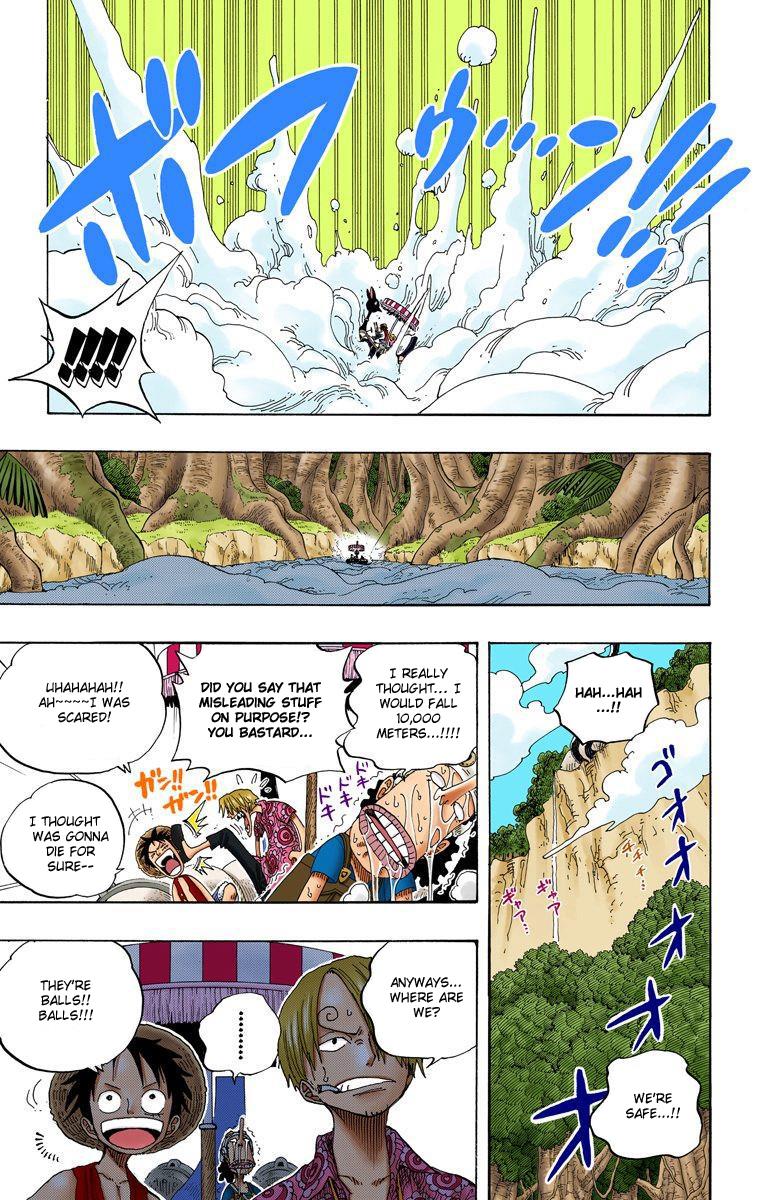 ボフウ…ン!!!
!!!!!
HAH...HAH
...!!
ゴオオオオオオ
ギャア…
ギャア…
チチチ…
WE'RE
SAFE...!!
I REALLY
THOUGHT... I
WOULD FALL
10,000
METERS...!!!!
DID YOU SAY THAT
MISLEADING STUFF
ON PURPOSE!?
YOU BASTARD...
UHAHAHAH!!
AH~~~~I WAS
SCARED!
ドキドキ
ドキドキ
ガン!!
ガン!!
I THOUGHT
WAS GONNA
DIE FOR
SURE--
ANYWAYS...
WHERE ARE
WE?
........
THEY'RE
BALLS!!
BALLS!!!